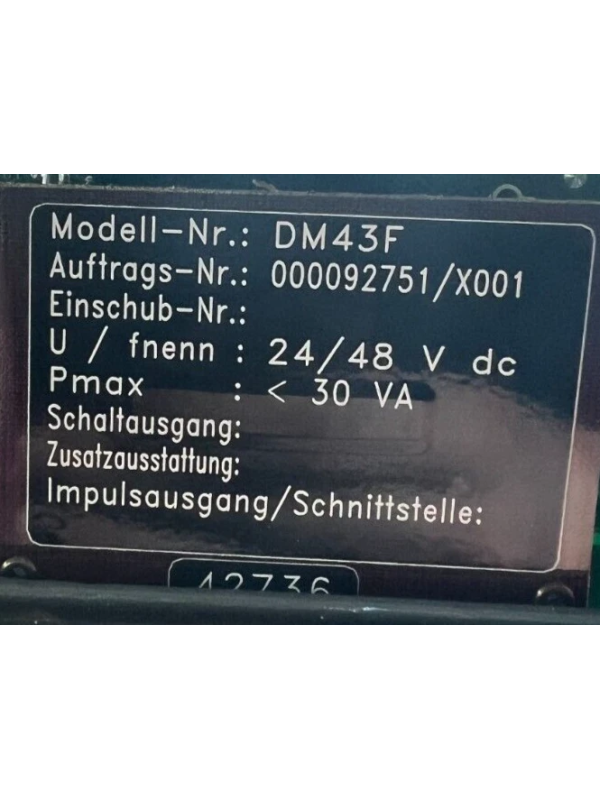 Modell-Nr.: DM43F
Auftrags-Nr.: 000092751/X001
Einschub-Nr.:
U / fnenn : 24/48 V dc
Pmax : < 30 VA
Schaltausgang:
Zusatzausstattung:
Impulsausgang/Schnittstelle:
42736